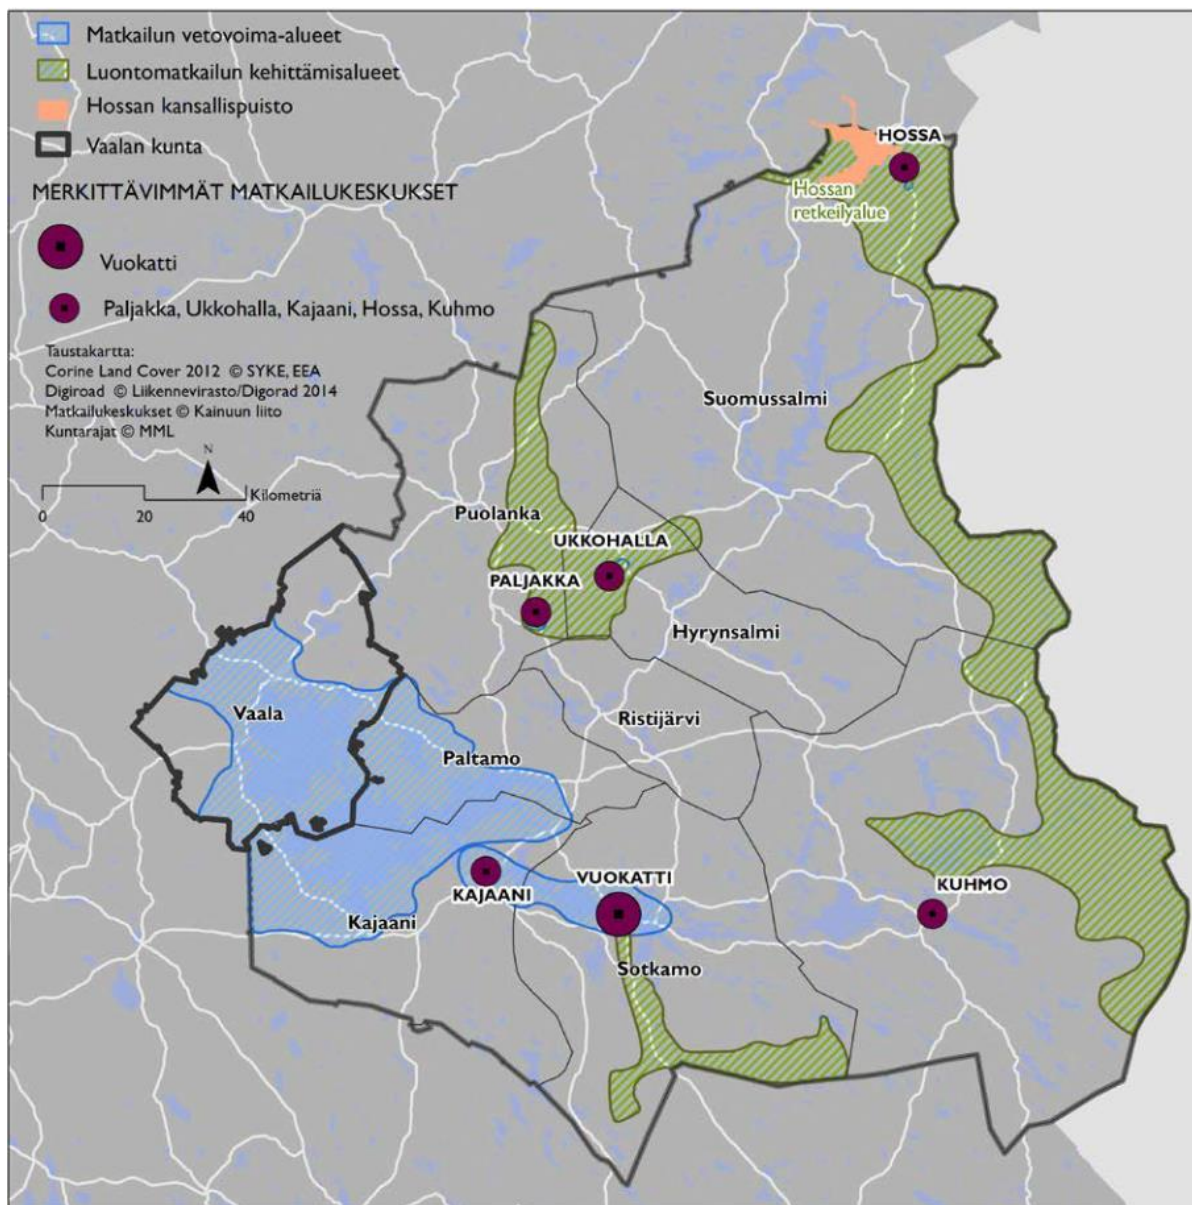 Matkailun vetovoima-alueet
Luontomatkailun kehittämisalueet
Hossan kansallispuisto
Vaalan kunta
MERKITTÄVIMMÄT MATKAILUKESKUKSET
Vuokatti
Paljakka, Ukkohalla, Kajaani, Hossa, Kuhmo
Taustakartta:
Corine Land Cover 2012 © SYKE, EEA
Digiroad © Liikennevirasto/Digorad 2014
Matkailukeskukset © Kainuun liito
Kuntarajat © MML
N
Kilometriä
0 20 40
HOSSA
Hossan
retkeilyalue
Suomussalmi
Puolanka
UKKOHALLA
PALJAKKA
Hyrynsalmi
Vaala
Ristijärvi
Paltamo
KAJAANI
VUOKATTI
KUHMO
Kajaani
Sotkamo